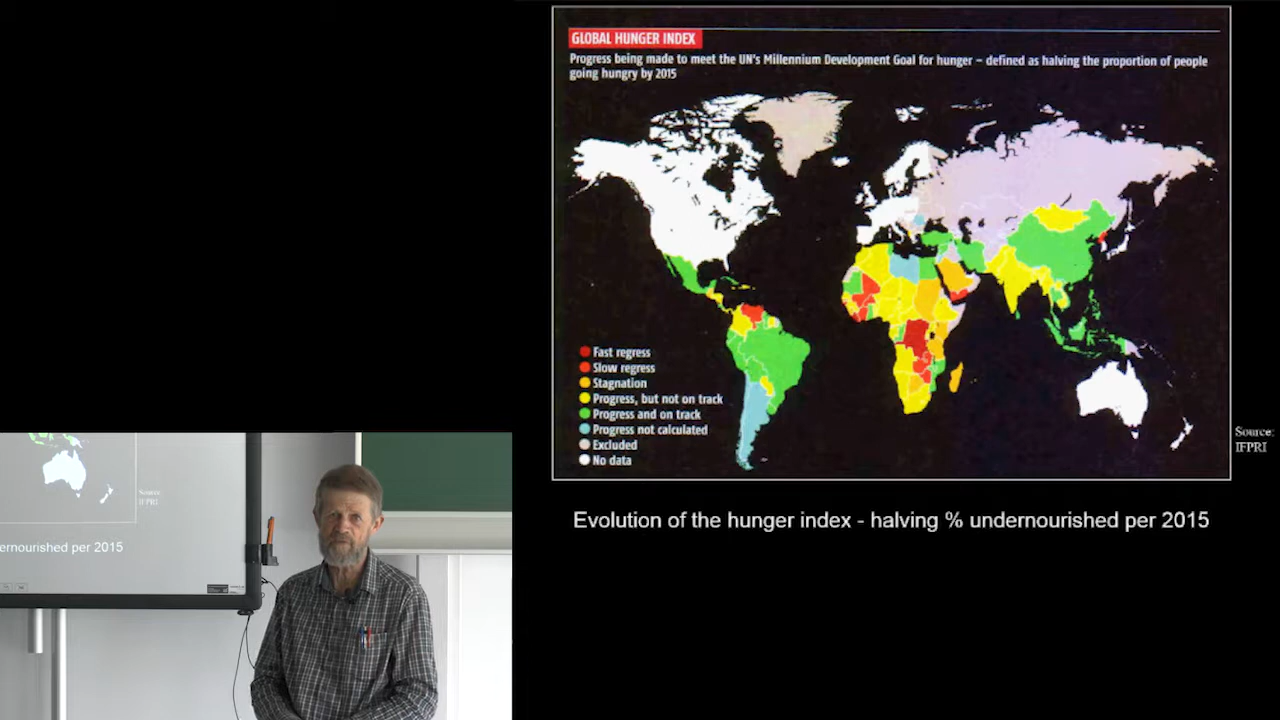 GLOBAL HUNGER INDEX
Progress being made to meet the UN's Millennium Development Goal for hunger – defined as halving the proportion of people
going hungry by 2015
Fast regress
Slow regress
Stagnation
Progress, but not on track
Progress and on track
Progress not calculated
Excluded
No data
Source:
IFPRI
Evolution of the hunger index - halving % undernourished per 2015
Source:
IFPRI
ernourished per 2015